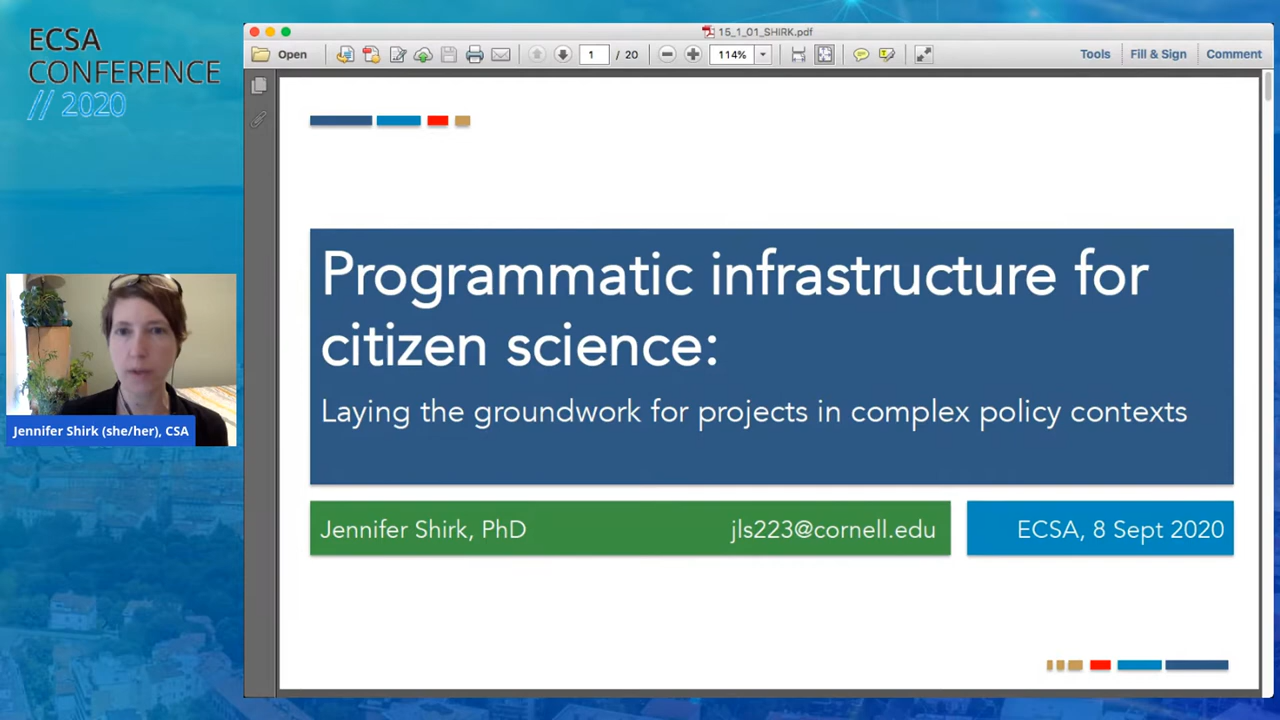 ECSA
CONFERENCE
// 2020
15_1_01_SHIRK.pdf
Open
1 / 20
114%
Tools
Fill & Sign
Comment
Programmatic infrastructure for
citizen science:
Laying the groundwork for projects in complex policy contexts
Jennifer Shirk, PhD
jls223@cornell.edu
ECSA, 8 Sept 2020
Jennifer Shirk (she/her), CSA